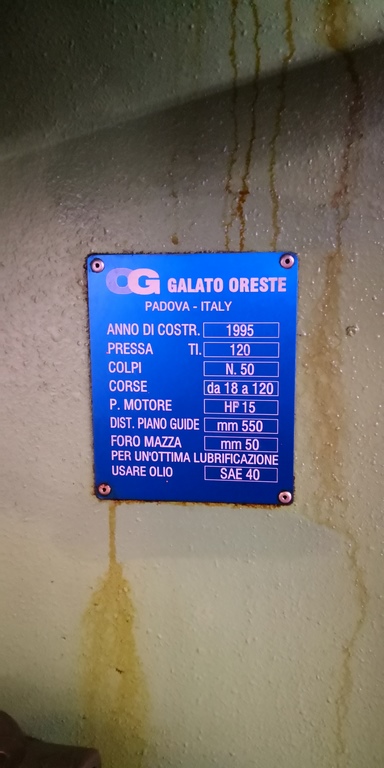 OG GALATO ORESTE
PADOVA - ITALY
ANNO DI COSTR. 1995
PRESSA TI. 120
COLPI N. 50
CORSE da 18 a 120
P. MOTORE HP 15
DIST. PIANO GUIDE mm 550
FORO MAZZA mm 50
PER UN'OTTIMA LUBRIFICAZIONE
USARE OLIO SAE 40